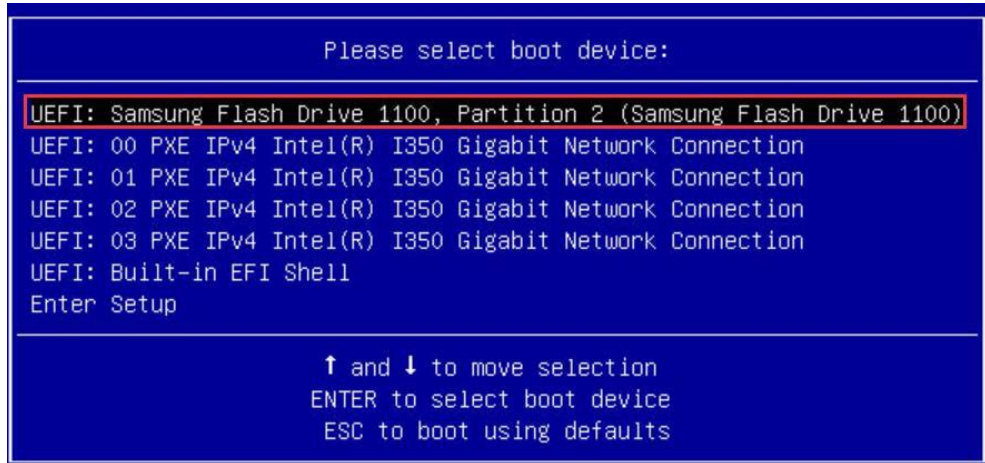 Please select boot device:
UEFI: Samsung Flash Drive 1100, Partition 2 (Samsung Flash Drive 1100)
UEFI: 00 PXE IPv4 Intel(R) I350 Gigabit Network Connection
UEFI: 01 PXE IPv4 Intel(R) I350 Gigabit Network Connection
UEFI: 02 PXE IPv4 Intel(R) I350 Gigabit Network Connection
UEFI: 03 PXE IPv4 Intel(R) I350 Gigabit Network Connection
UEFI: Built-in EFI Shell
Enter Setup
↑ and ↓ to move selection
ENTER to select boot device
ESC to boot using defaults